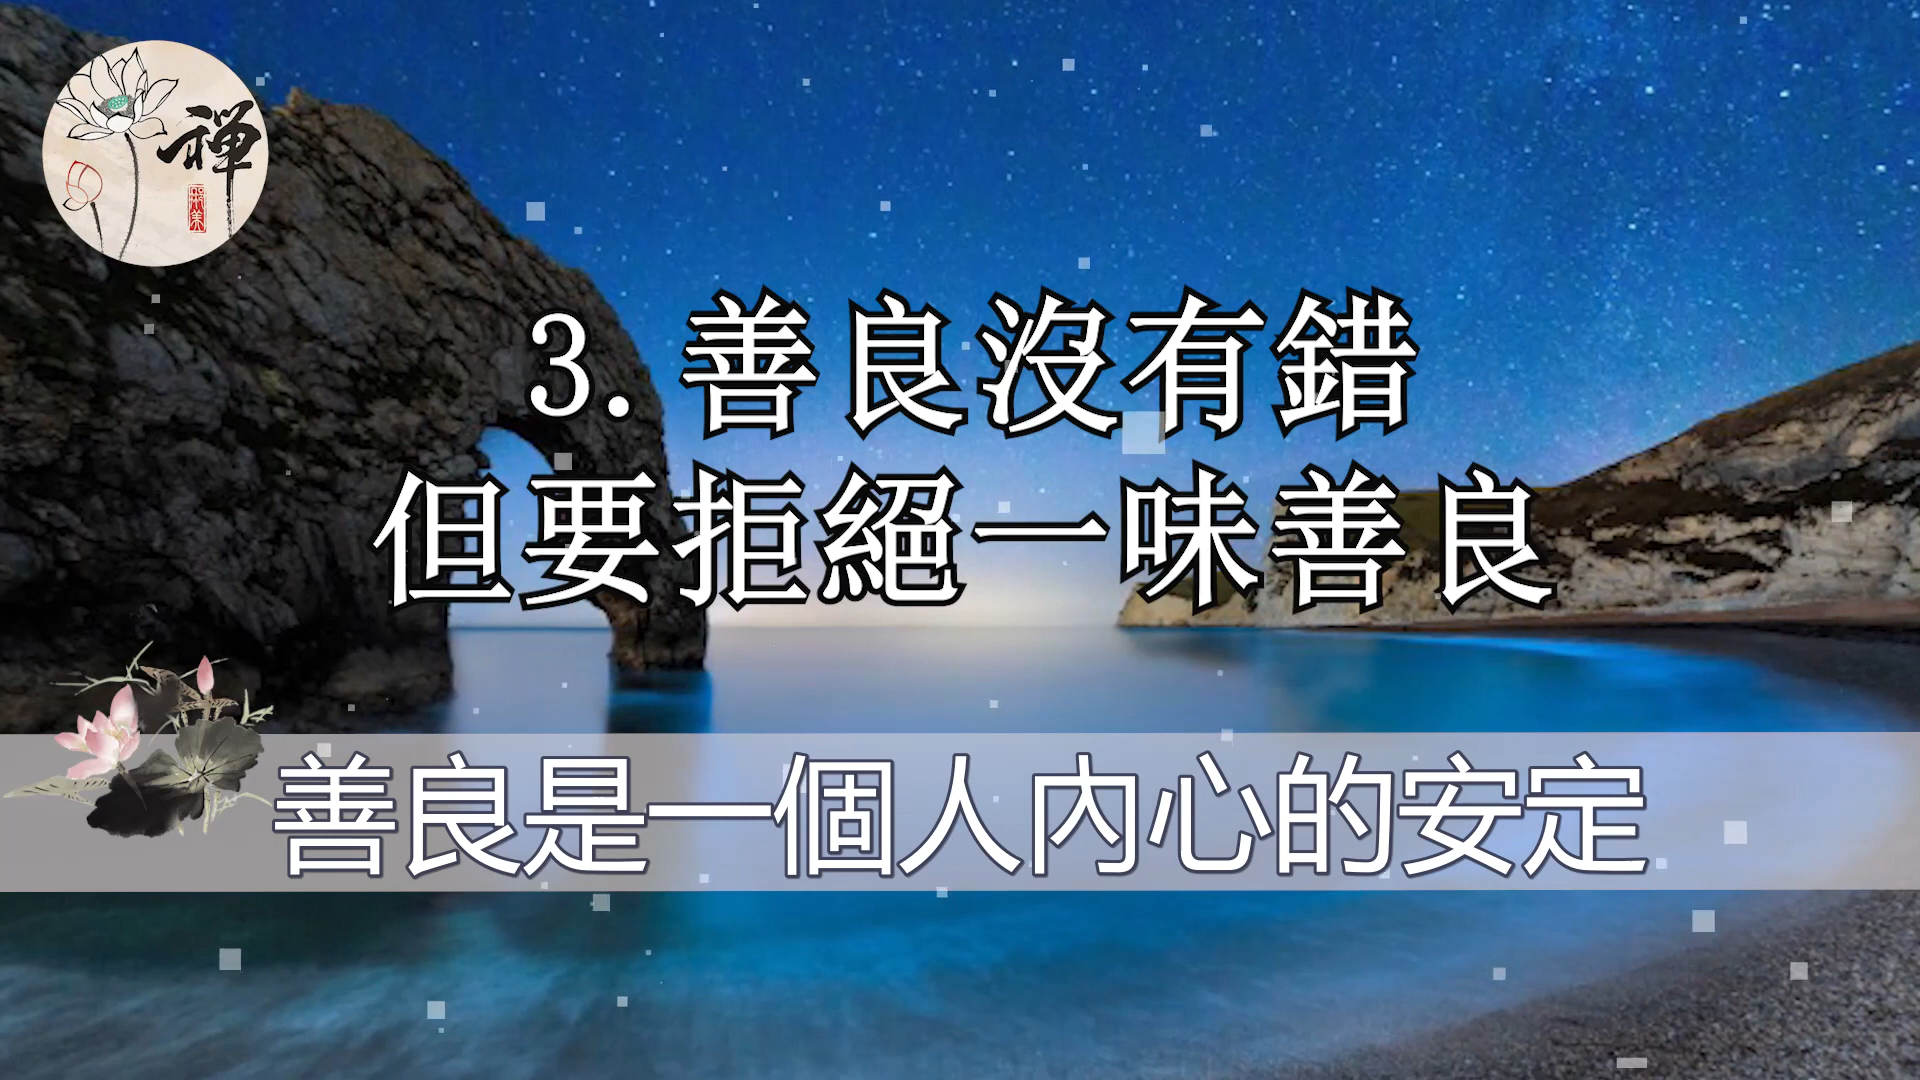 禅
3.善良沒有錯
但要拒絕一味善良
善良是一個人內心的安定